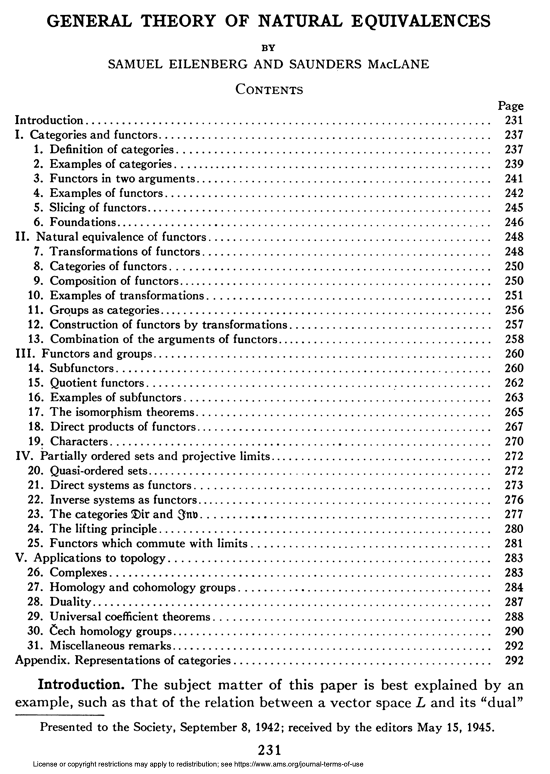 GENERAL THEORY OF NATURAL EQUIVALENCES
BY
SAMUEL EILENBERG AND SAUNDERS MACLANE
CONTENTS
Page
Introduction........ 231
I. Categories and functors........ 237
1. Definition of categories........ 237
2. Examples of categories........ 239
3. Functors in two arguments........ 241
4. Examples of functors........ 242
5. Slicing of functors........ 245
6. Foundations........ 246
II. Natural equivalence of functors........ 248
7. Transformations of functors........ 248
8. Categories of functors........ 250
9. Composition of functors........ 250
10. Examples of transformations........ 251
11. Groups as categories........ 256
12. Construction of functors by transformations........ 257
13. Combination of the arguments of functors........ 258
III. Functors and groups........ 260
14. Subfunctors........ 260
15. Quotient functors........ 262
16. Examples of subfunctors........ 263
17. The isomorphism theorems........ 265
18. Direct products of functors........ 267
19. Characters........ 270
IV. Partially ordered sets and projective limits........ 272
20. Quasi-ordered sets........ 272
21. Direct systems as functors........ 273
22. Inverse systems as functors........ 276
23. The categories 𝔇𝔦𝔯 and ℑ𝔫𝔳........ 277
24. The lifting principle........ 280
25. Functors which commute with limits........ 281
V. Applications to topology........ 283
26. Complexes........ 283
27. Homology and cohomology groups........ 284
28. Duality........ 287
29. Universal coefficient theorems........ 288
30. Čech homology groups........ 290
31. Miscellaneous remarks........ 292
Appendix. Representations of categories........ 292
Introduction. The subject matter of this paper is best explained by an
example, such as that of the relation between a vector space L and its “dual”
Presented to the Society, September 8, 1942; received by the editors May 15, 1945.
231
License or copyright restrictions may apply to redistribution; see https://www.ams.org/journal-terms-of-use